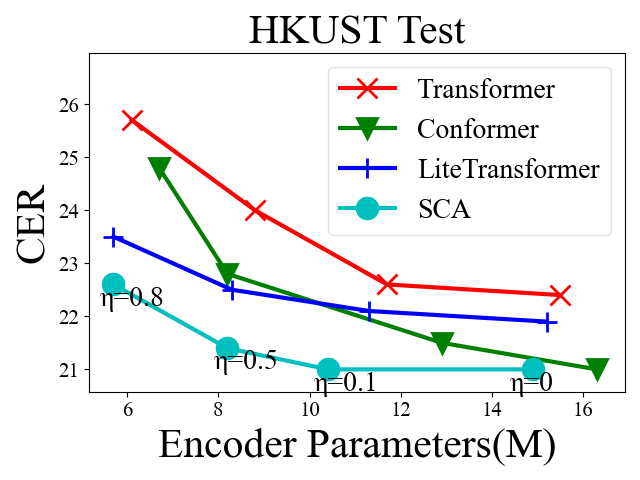 HKUST Test
Transformer
Conformer
LiteTransformer
SCA
CER
26
25
24
23
22
21
η=0.8
η=0.5
η=0.1
η=0
6
8
10
12
14
16
Encoder Parameters(M)